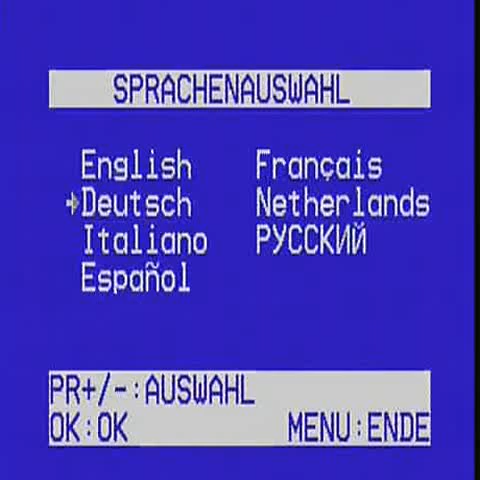 SPRACHENAUSWAHL
English Français
Deutsch Netherlands
Italiano РУССКИЙ
Español
PR+/-:AUSWAHL
OK:OK MENU:ENDE